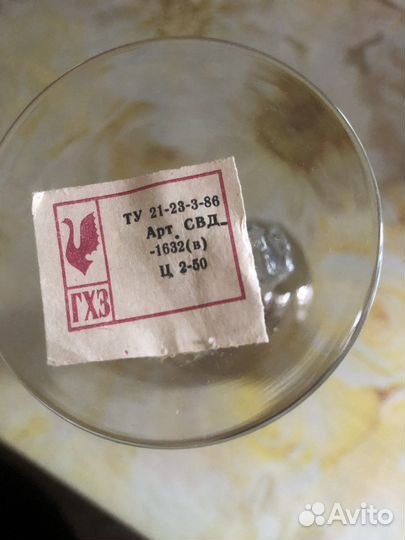 ТУ 21-23-3-86
Арт. СВД-
-1632(в)
Ц 2-50
ГХЗ
Avito